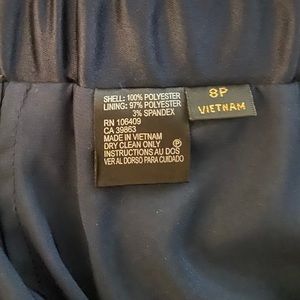 SHELL: 100% POLYESTER
LINING: 97% POLYESTER
3% SPANDEX
RN 106409
CA 39863
MADE IN VIETNAM
DRY CLEAN ONLY Ⓟ
INSTRUCTIONS AU DOS
VER AL DORSO PARA CUIDADO
8P
VIETNAM